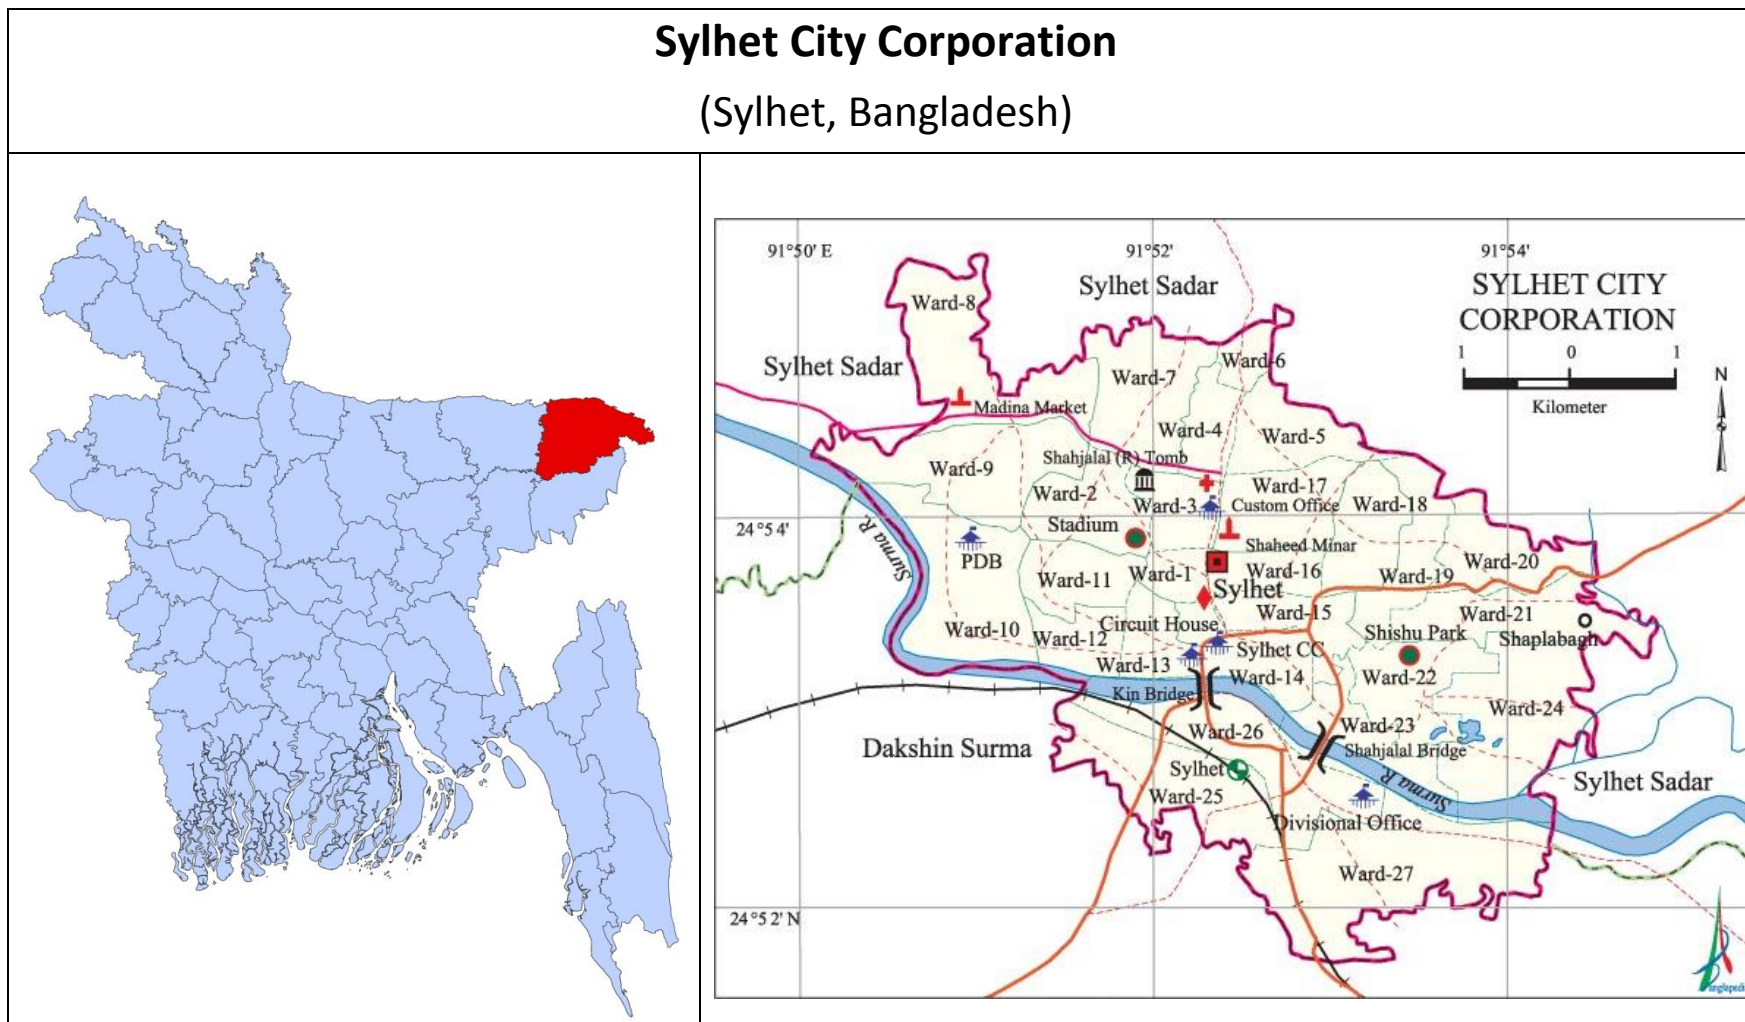 Sylhet City Corporation
(Sylhet, Bangladesh)
91°50' E
91°52'
91°54'
Sylhet Sadar
SYLHET CITY
CORPORATION
1 0 1
Kilometer
N
Ward-8
Sylhet Sadar
Ward-7
Ward-6
Madina Market
Ward-4
Ward-5
Shahjalal (R) Tomb
Ward-9
Ward-2
Ward-3
Ward-17
Custom Office
Ward-18
24°54'
Stadium
Surma R
PDB
Shaheed Minar
Ward-11
Ward-1
Ward-16
Ward-19
Ward-20
Sylhet
Ward-15
Ward-21
Ward-10
Ward-12
Circuit House
Shishu Park
Shaplabagh
Sylhet CC
Ward-13
Ward-14
Ward-22
Kin Bridge
Ward-24
Ward-23
Ward-26
Dakshin Surma
Shahjalal Bridge
Sylhet
Sylhet Sadar
Ward-25
Surma R.
Divisional Office
Ward-27
24°52' N
anglapedia